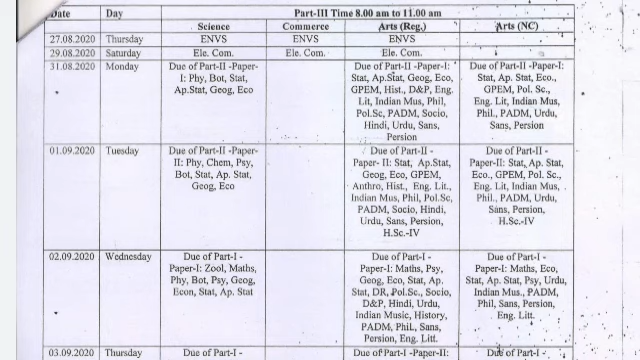 Date Day Part-III Time 8.00 am to 11.00 am
Science Commerce Arts (Reg.) Arts (NC)
27.08.2020 Thursday ENVS ENVS ENVS
29.08.2020 Saturday Ele. Com. Ele. Com. Ele. Com.
31.08.2020 Monday Due of Part-II -Paper- Due of Part-II -Paper-I: Due of Part-II -Paper-I:
I: Phy, Bot, Stat, Stat, Ap.Stat, Geog, Eco, Stat, Ap. Stat, Eco.,
Ap.Stat, Geog, Eco GPEM, Hist., D&P, Eng. GPEM, Pol. Sc.,
Lit, Indian Mus, Phil, Eng. Lit, Indian Mus,
Pol.Sc, PADM, Socio, Phil., PADM, Urdu,
Hindi, Urdu, Sans, Sans, Persion
Persion
01.09.2020 Tuesday Due of Part-II -Paper- Due of Part-II - Due of Part-II -
II: Phy, Chem, Psy, Paper- II: Stat, Ap.Stat, Paper-II: Stat, Ap. Stat,
Bot, Stat, Ap. Stat, Geog, Eco, GPEM, Eco., GPEM, Pol. Sc.,
Geog, Eco Anthro, Hist., Eng. Lit., Eng. Lit, Indian Mus,
Indian Mus, Phil, Pol.Sc, Phil., PADM, Urdu,
PADM, Socio, Hindi, Sans, Persion,
Urdu, Sans, Persion, H.Sc.-IV
H.Sc.-IV
02.09.2020 Wednesday Due of Part-I - Due of Part-I - Due of Part-I -
Paper-I: Zool, Maths, Paper-I: Maths, Psy, Paper-I: Maths, Eco,
Phy, Bot, Psy, Geog, Geog, Eco, Stat, Ap. Stat, Ap. Stat, Psy, Urdu,
Econ, Stat, Ap. Stat Stat, DR, Pol.Sc., Socio, Indian Mus., PADM,
D&P, Hindi, Urdu, Phil, Sans, Persion,
Indian Music, History, Eng. Litt.
PADM, Phil., Sans,
Persion, Eng. Litt.
03.09.2020 Thursday Due of Part-I - Due of Part-I -Paper-II: Due of Part-I -